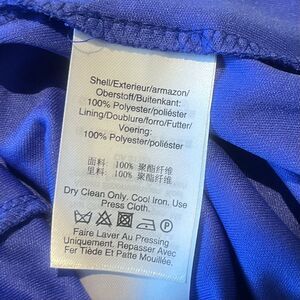 Shell/Exterieur/armazon/
Oberstoff/Buitenkant:
100% Polyester/poliéster
Lining/Doublure/forro/Futter/
Voering:
100% Polyester/poliéster
面料: 100% 聚酯纤维
里料: 100% 聚酯纤维
Dry Clean Only. Cool Iron. Use
Press Cloth.
P
Faire Laver Au Pressing
Uniquement. Repasser Avec
Fer Tiède Et Patte Mouillée.